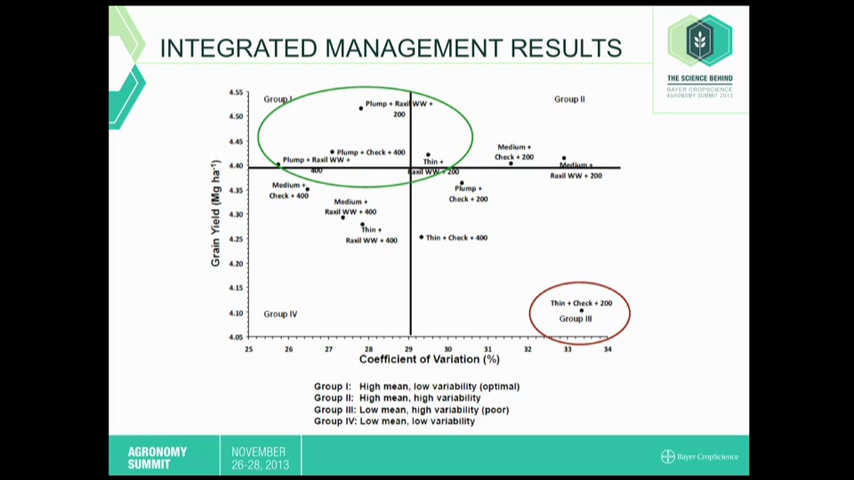 INTEGRATED MANAGEMENT RESULTS
THE SCIENCE BEHIND
BAYER CROPSCIENCE
AGRONOMY SUMMIT 2013
Group I
Group II
Plump + Raxil WW +
200
Plump + Check + 400
Plump + Raxil WW +
400
Thin +
Raxil WW + 200
Medium +
Check + 200
Medium +
Raxil WW + 200
Plump +
Check + 200
Medium +
Check + 400
Medium +
Raxil WW + 400
Thin +
Raxil WW + 400
Thin + Check + 400
Thin + Check + 200
Group III
Group IV
Grain Yield (Mg ha⁻¹)
4.55
4.50
4.45
4.40
4.35
4.30
4.25
4.20
4.15
4.10
4.05
25 26 27 28 29 30 31 32 33 34
Coefficient of Variation (%)
Group I: High mean, low variability (optimal)
Group II: High mean, high variability
Group III: Low mean, high variability (poor)
Group IV: Low mean, low variability
AGRONOMY
SUMMIT
NOVEMBER
26-28, 2013
Bayer CropScience